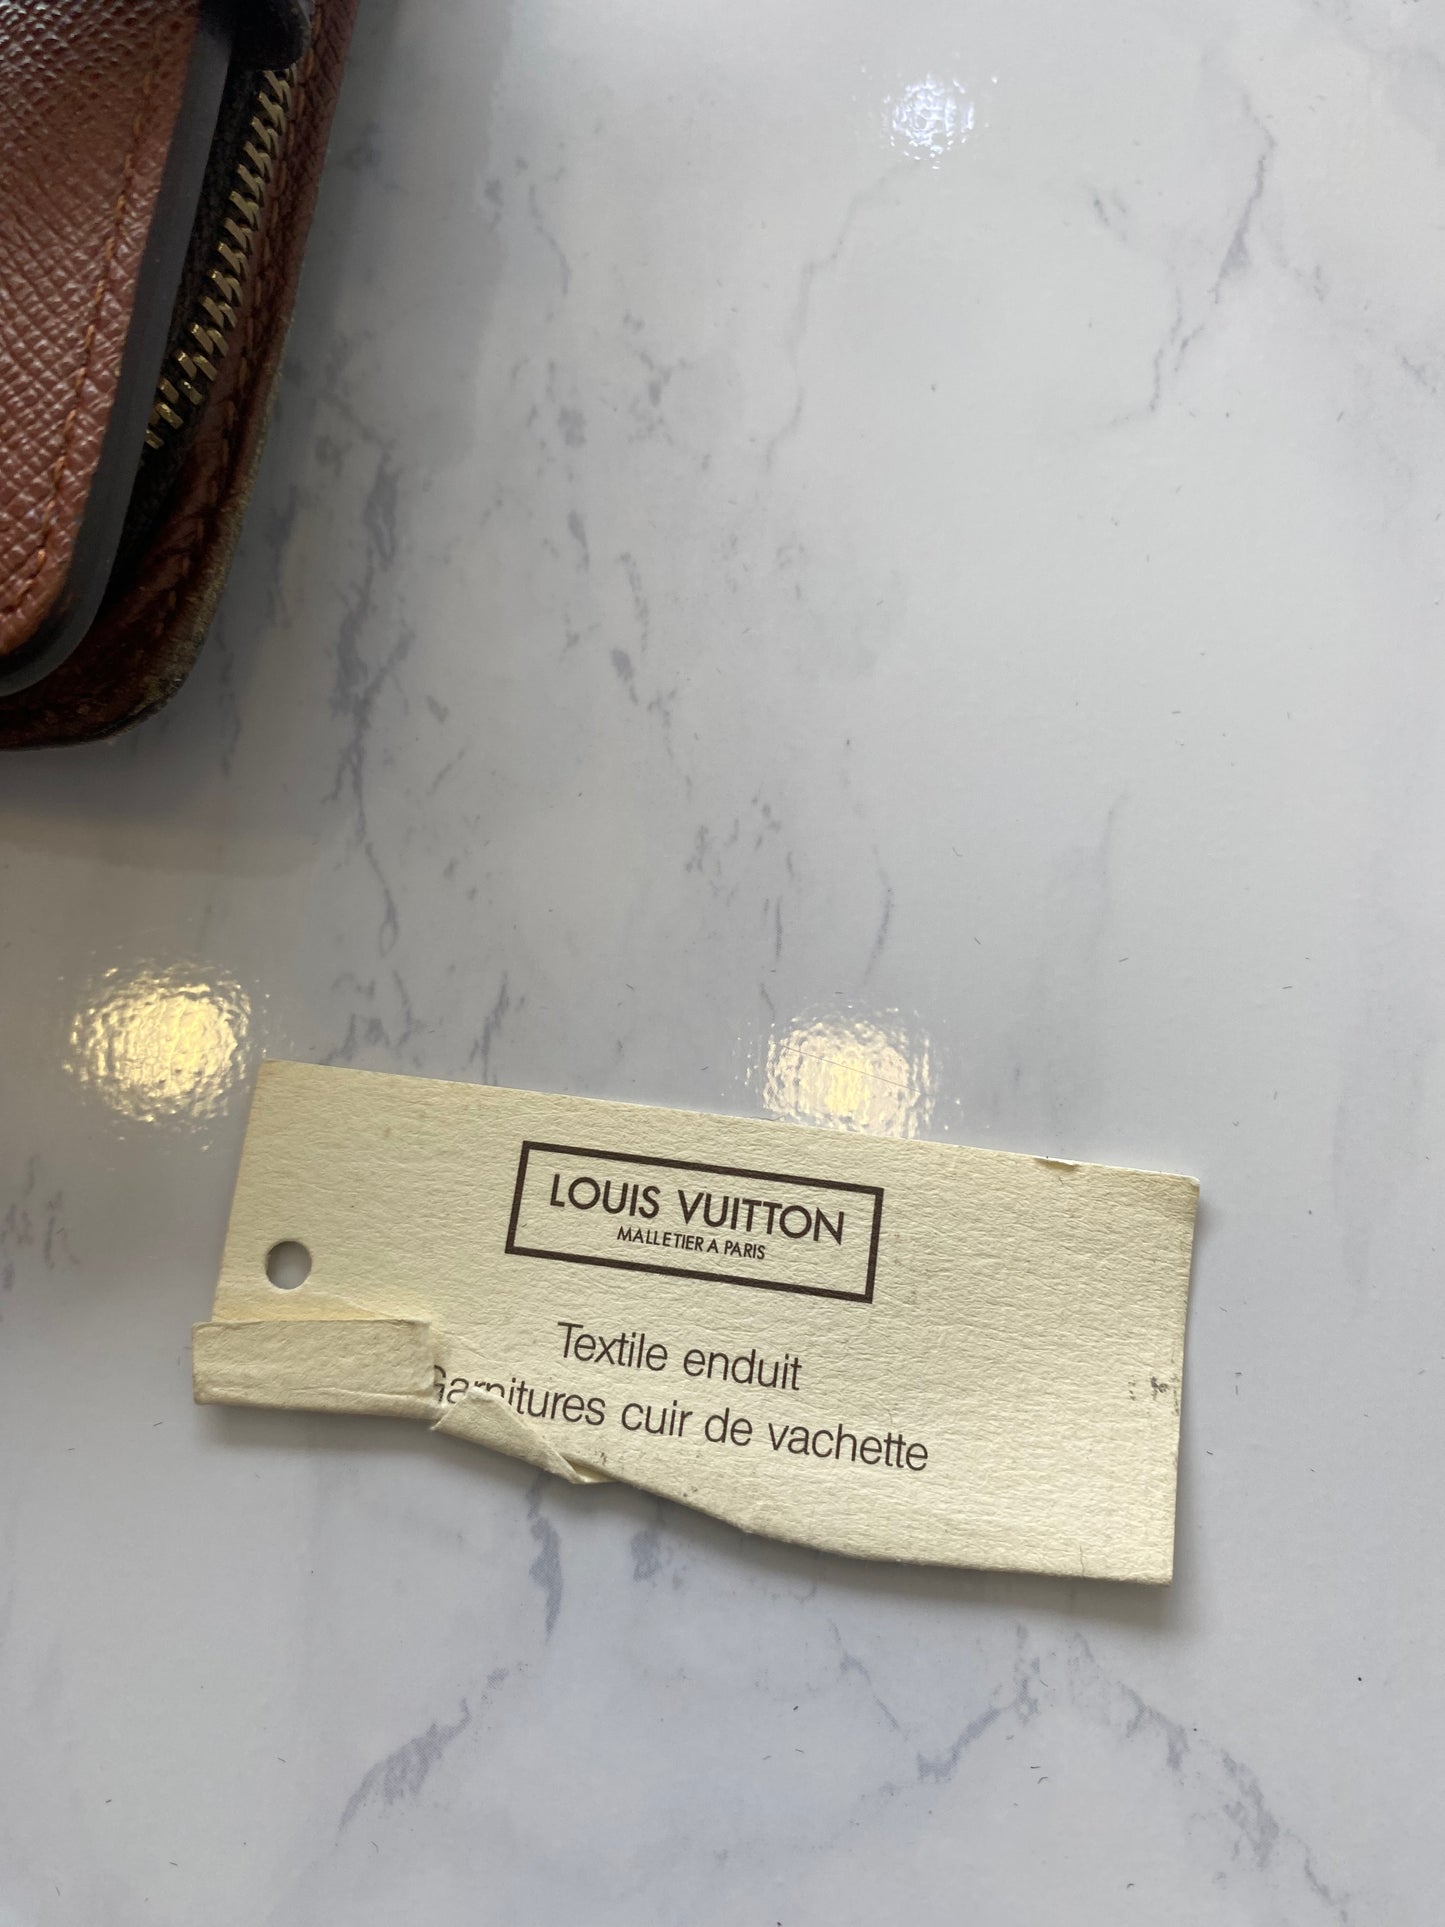 LOUIS VUITTON
MALLETIER A PARIS
Textile enduit
Garnitures cuir de vachette